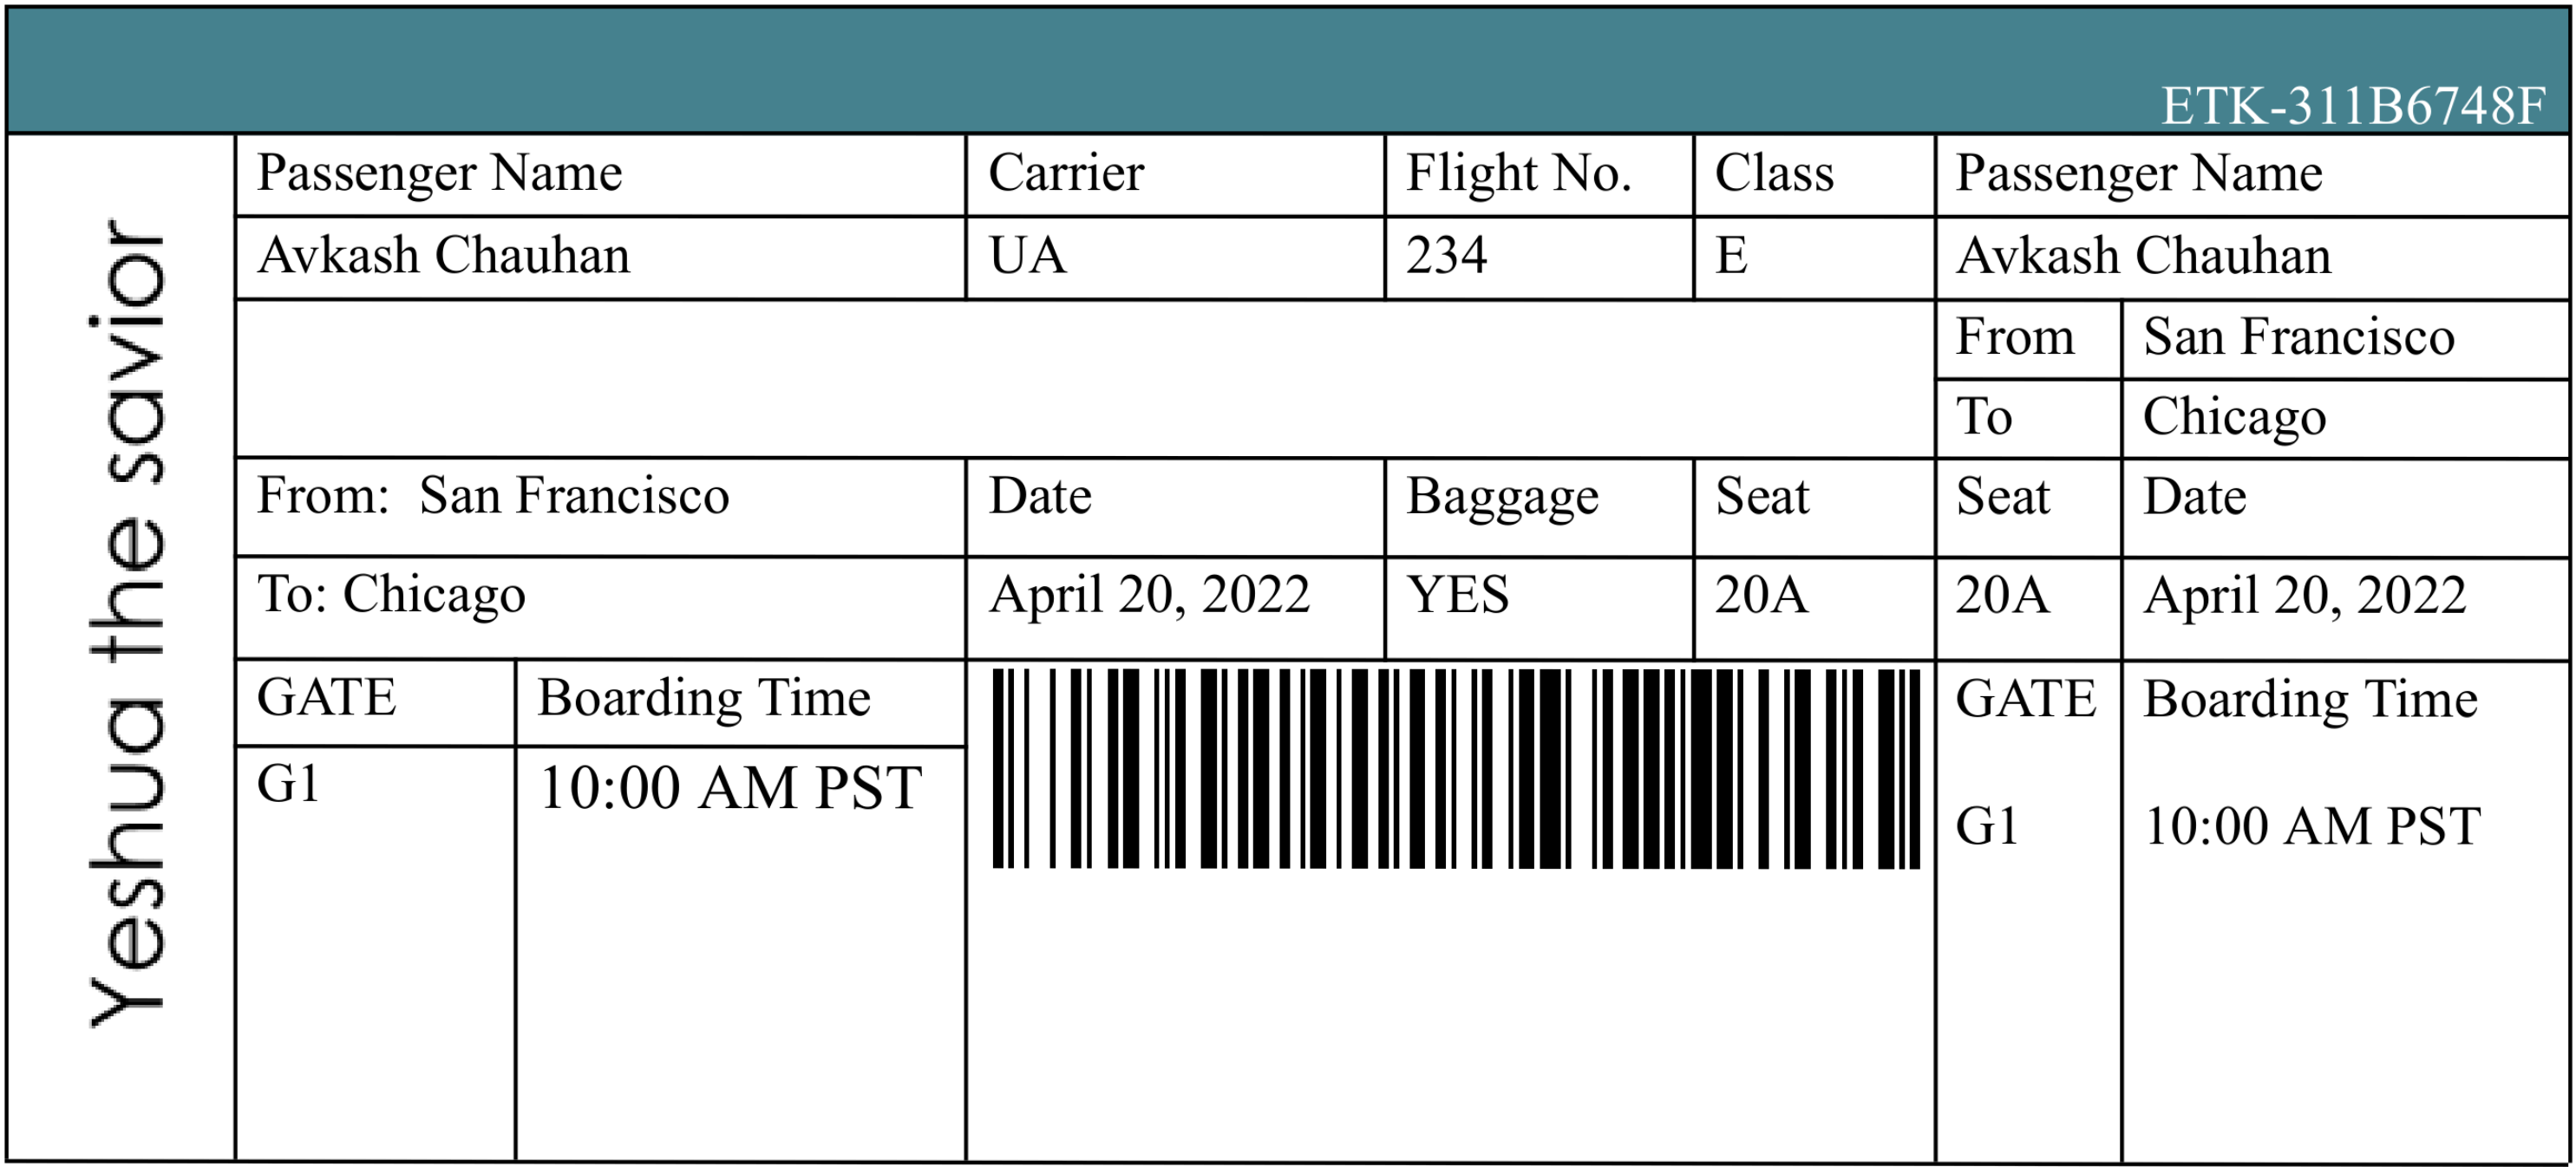 ETK-311B6748F
Yeshua the savior
Passenger Name Carrier Flight No. Class Passenger Name
Avkash Chauhan UA 234 E Avkash Chauhan
From San Francisco
To Chicago
From: San Francisco Date Baggage Seat Seat Date
To: Chicago April 20, 2022 YES 20A 20A April 20, 2022
GATE Boarding Time GATE Boarding Time
G1 10:00 AM PST G1 10:00 AM PST